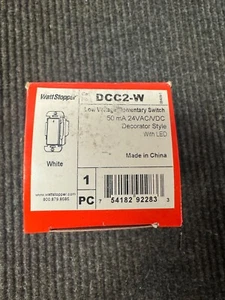 WattStopper
DCC2-W
Low Voltage Momentary Switch
50 mA 24VAC/VDC
Decorator Style
With LED
White
Made in China
www.wattstopper.com
800.879.8585
1
PC
7 54182 92283 3